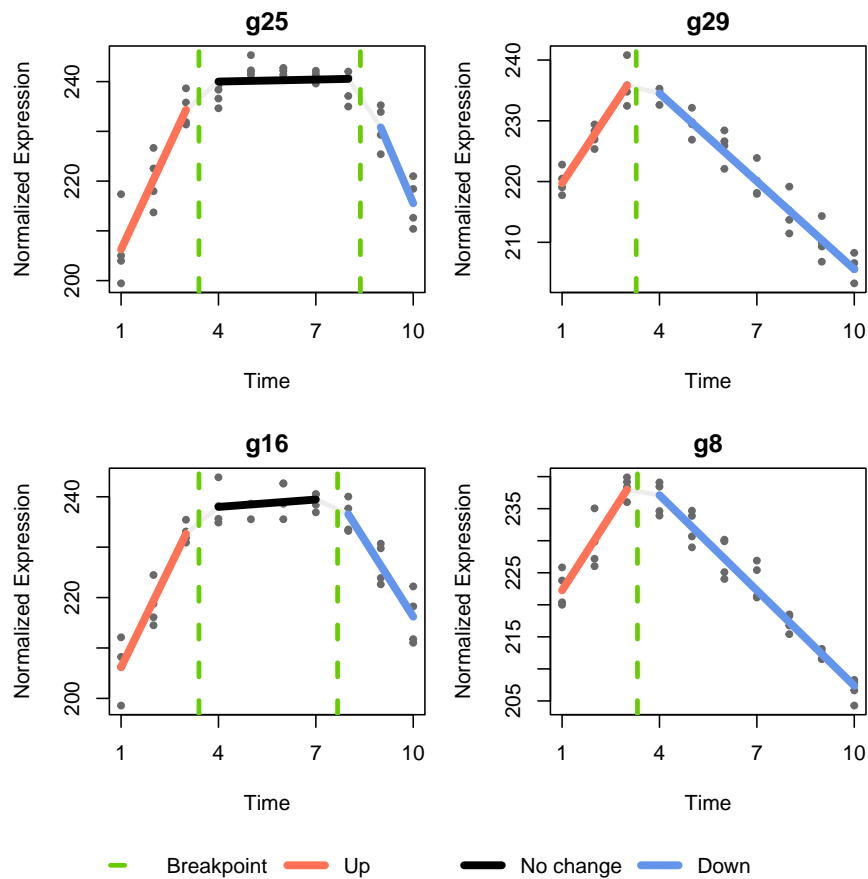 g25
g29
Normalized Expression
200
220
240
1
4
7
10
Time
Normalized Expression
210
220
230
240
1
4
7
10
Time
g16
g8
Normalized Expression
200
220
240
1
4
7
10
Time
Normalized Expression
205
215
225
235
1
4
7
10
Time
Breakpoint Up No change Down